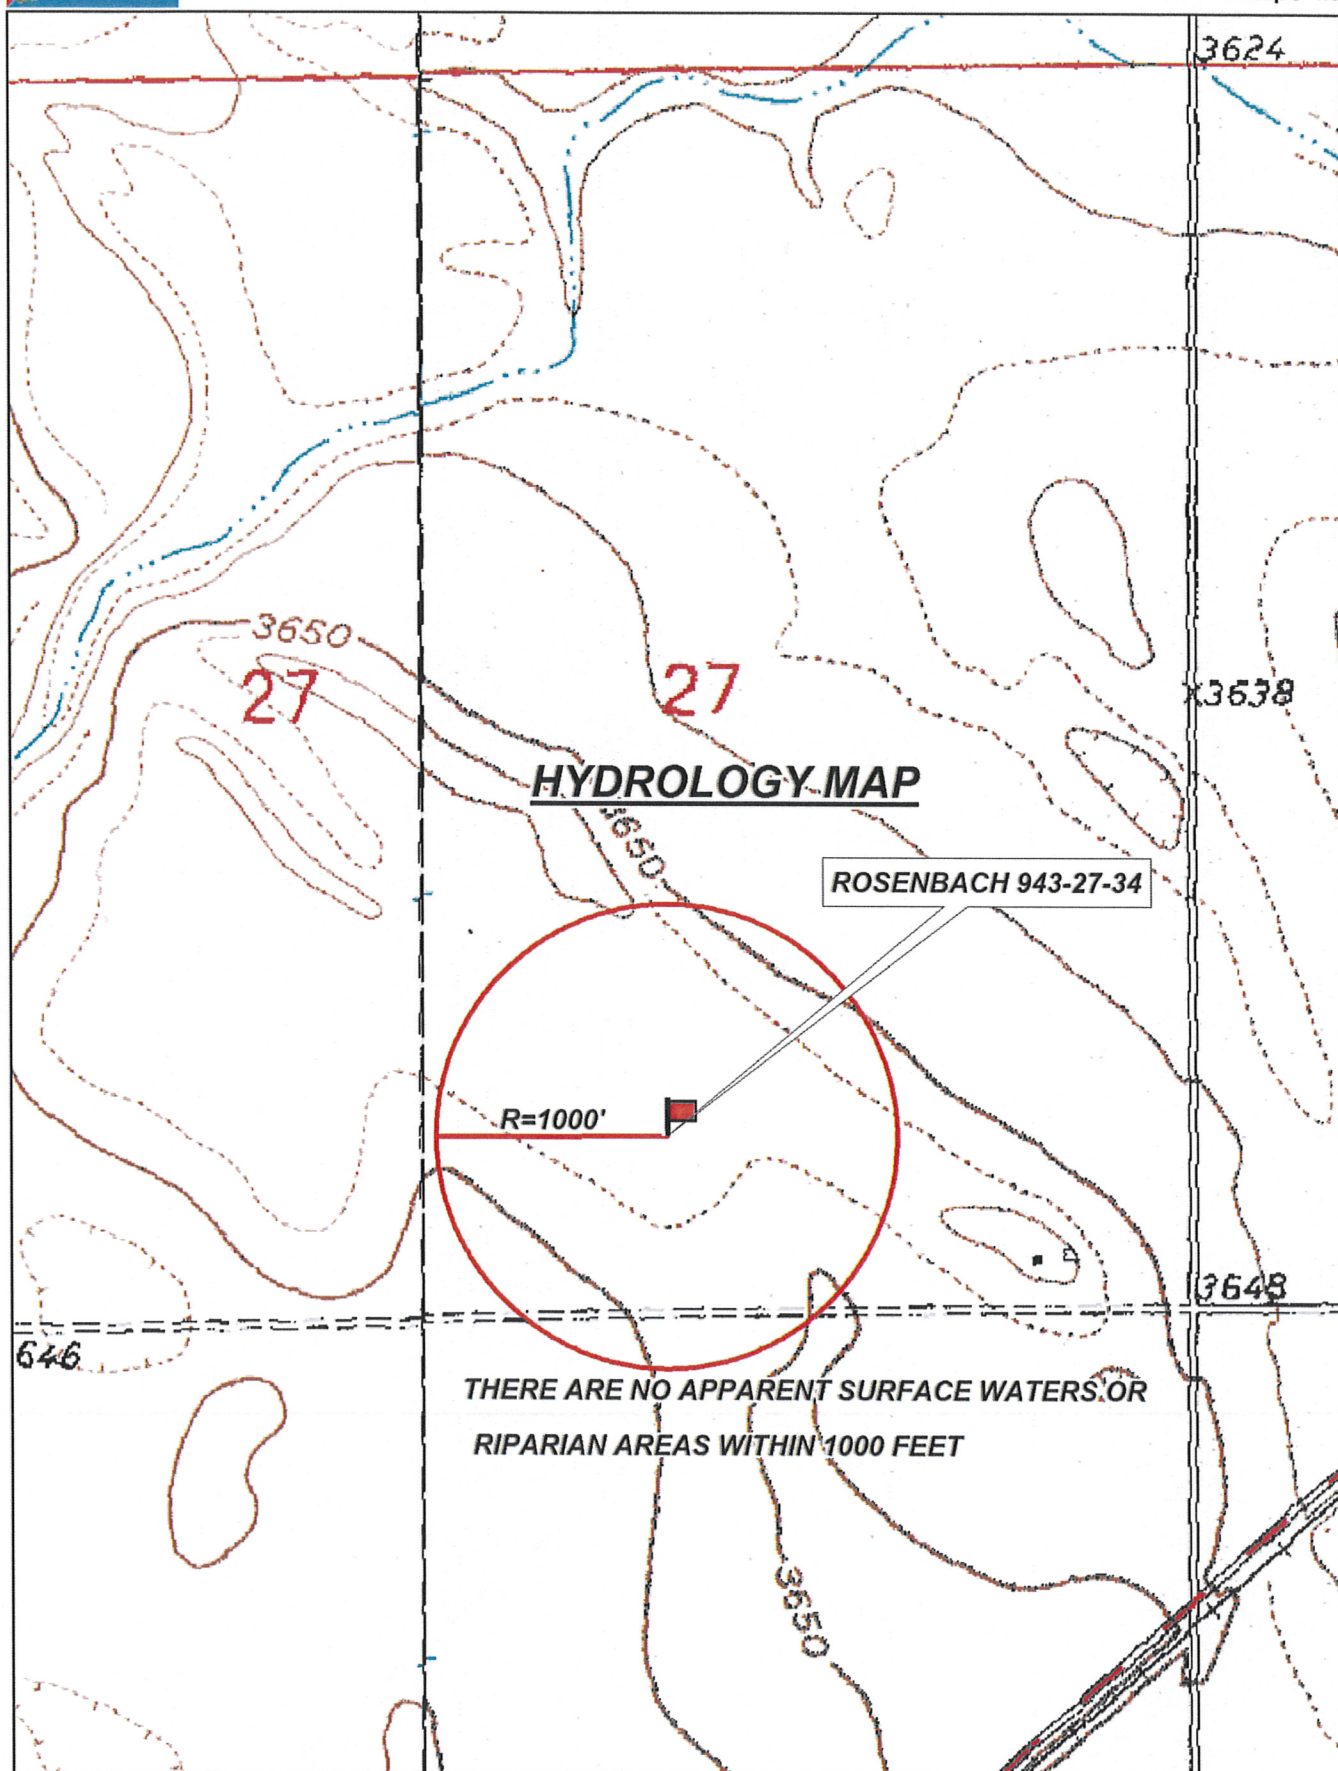 3624
3650
27
27
3638
HYDROLOGY MAP
3650
ROSENBACH 943-27-34
R=1000'
3648
646
THERE ARE NO APPARENT SURFACE WATERS OR
RIPARIAN AREAS WITHIN 1000 FEET
3650